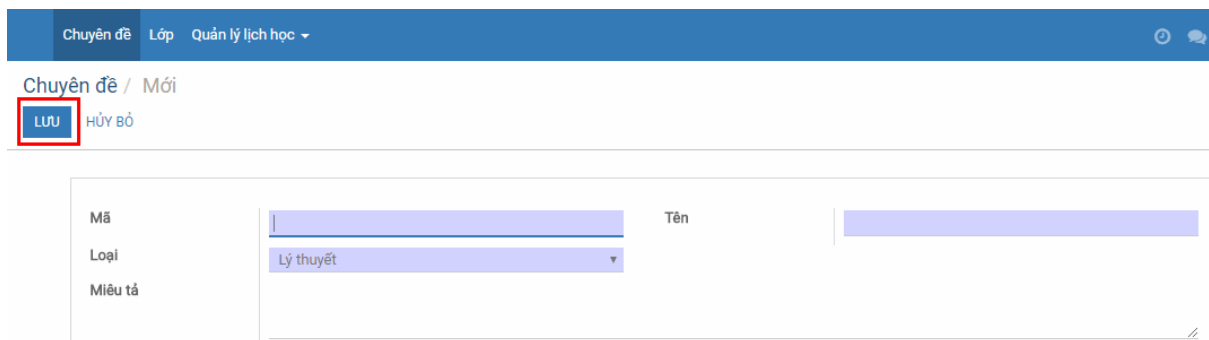 Chuyên đề Lớp Quản lý lịch học
Chuyên đề / Mới
LƯU HỦY BỎ
Mã Tên
Loại Lý thuyết
Miêu tả